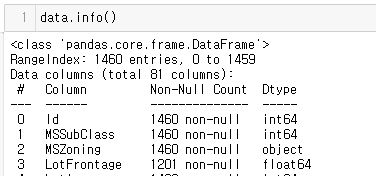 1 data.info()
<class 'pandas.core.frame.DataFrame'>
RangeIndex: 1460 entries, 0 to 1459
Data columns (total 81 columns):
 #   Column         Non-Null Count  Dtype
---  ------         --------------  -----
 0   Id             1460 non-null   int64
 1   MSSubClass     1460 non-null   int64
 2   MSZoning       1460 non-null   object
 3   LotFrontage    1201 non-null   float64